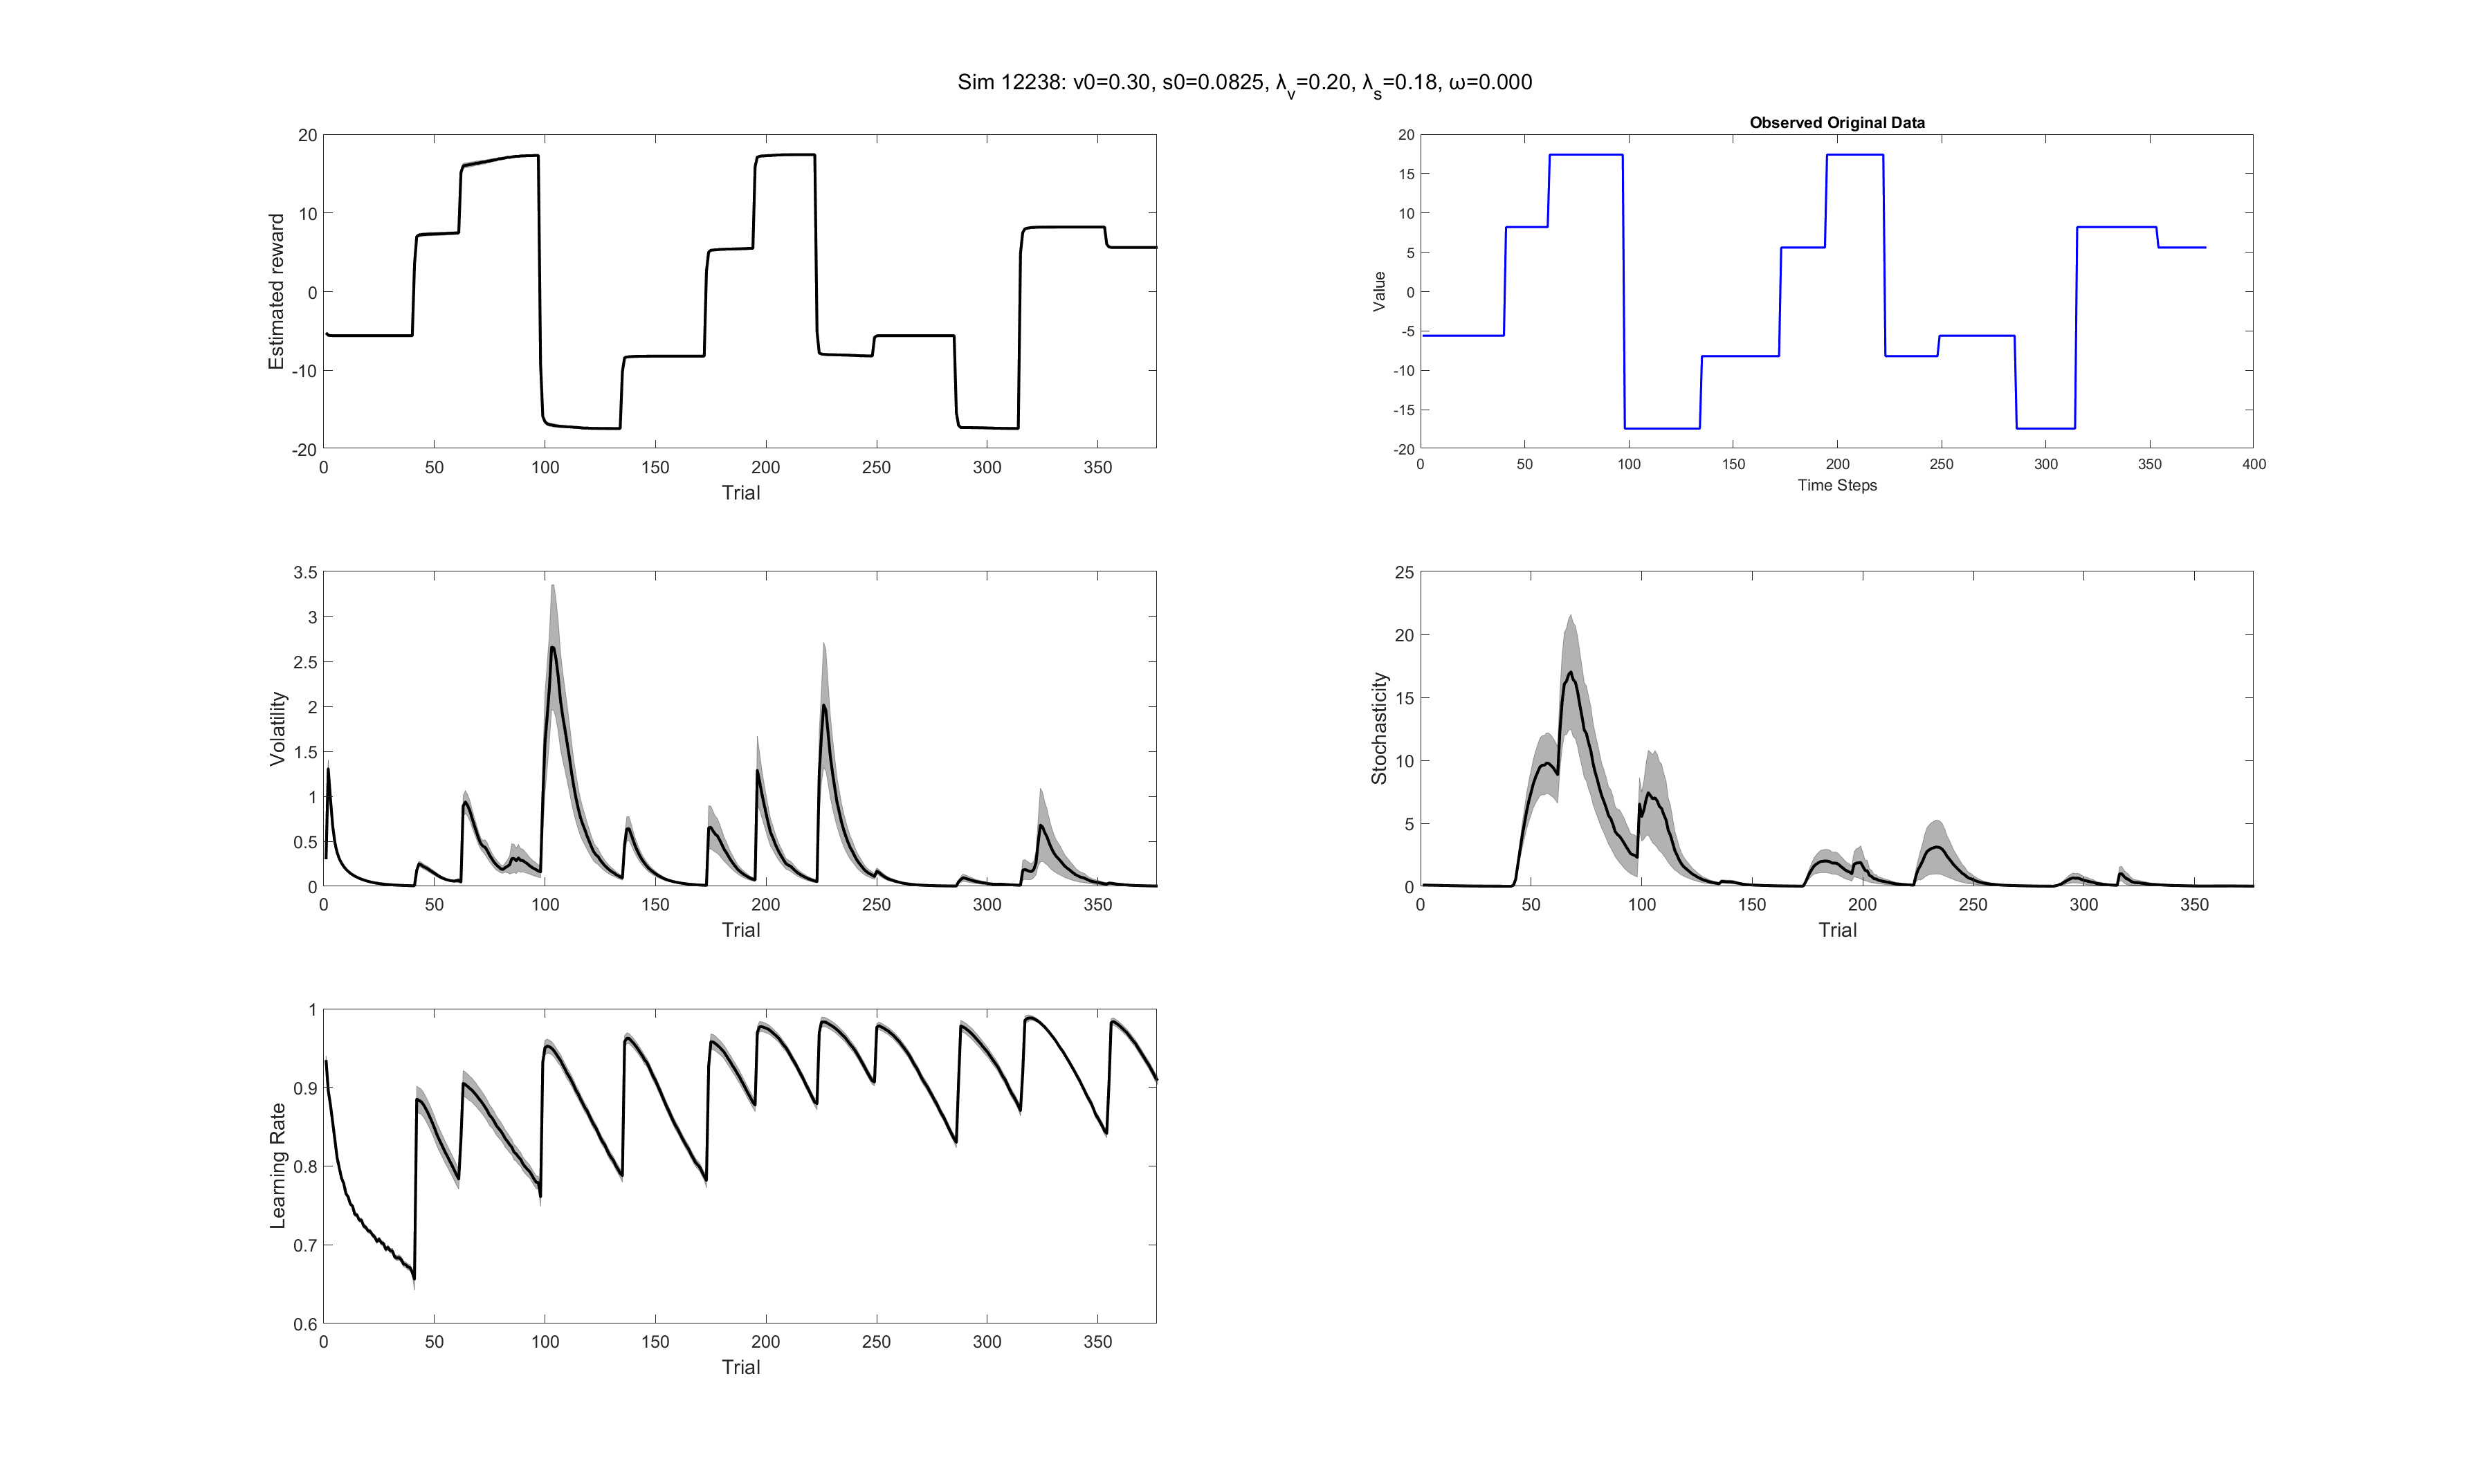 Sim 12238: v0=0.30, s0=0.0825, λv=0.20, λs=0.18, ω=0.000
20
10
0
-10
-20
Estimated reward
0 50 100 150 200 250 300 350
Trial
Observed Original Data
20
15
10
5
0
-5
-10
-15
-20
Value
0 50 100 150 200 250 300 350 400
Time Steps
3.5
3
2.5
2
1.5
1
0.5
0
Volatility
0 50 100 150 200 250 300 350
Trial
25
20
15
10
5
0
Stochasticity
0 50 100 150 200 250 300 350
Trial
1
0.9
0.8
0.7
0.6
Learning Rate
0 50 100 150 200 250 300 350
Trial